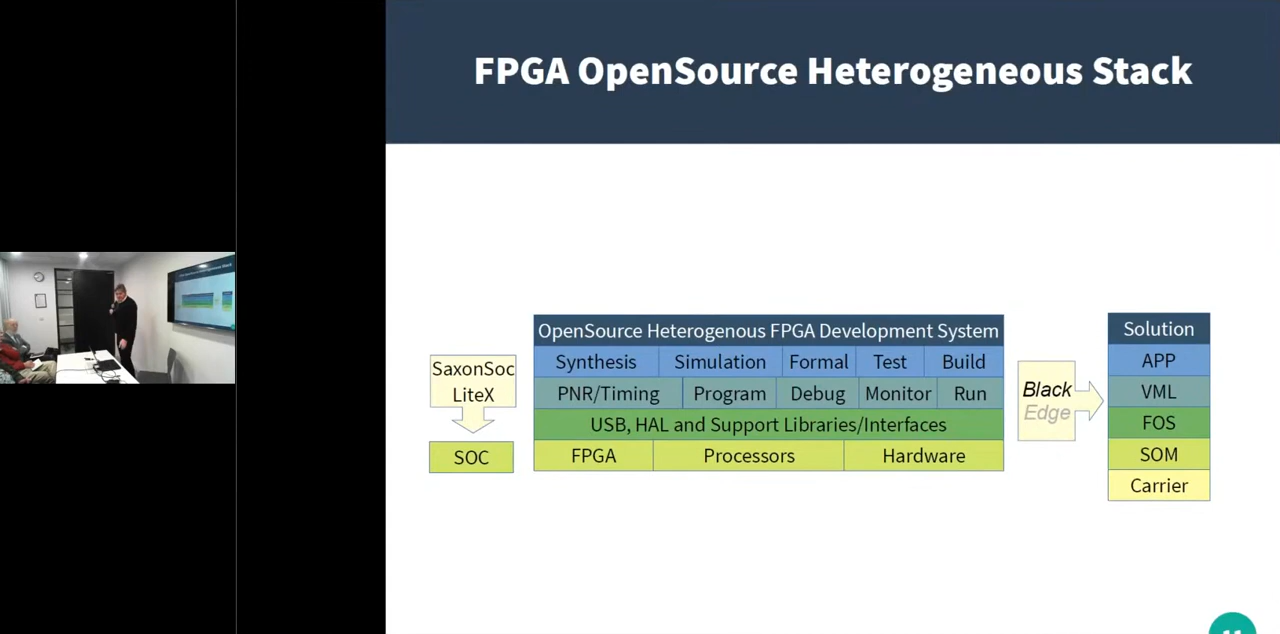 FPGA OpenSource Heterogeneous Stack
SaxonSoc
LiteX
SOC
OpenSource Heterogenous FPGA Development System
Synthesis Simulation Formal Test Build
PNR/Timing Program Debug Monitor Run
USB, HAL and Support Libraries/Interfaces
FPGA Processors Hardware
Black
Edge
Solution
APP
VML
FOS
SOM
Carrier